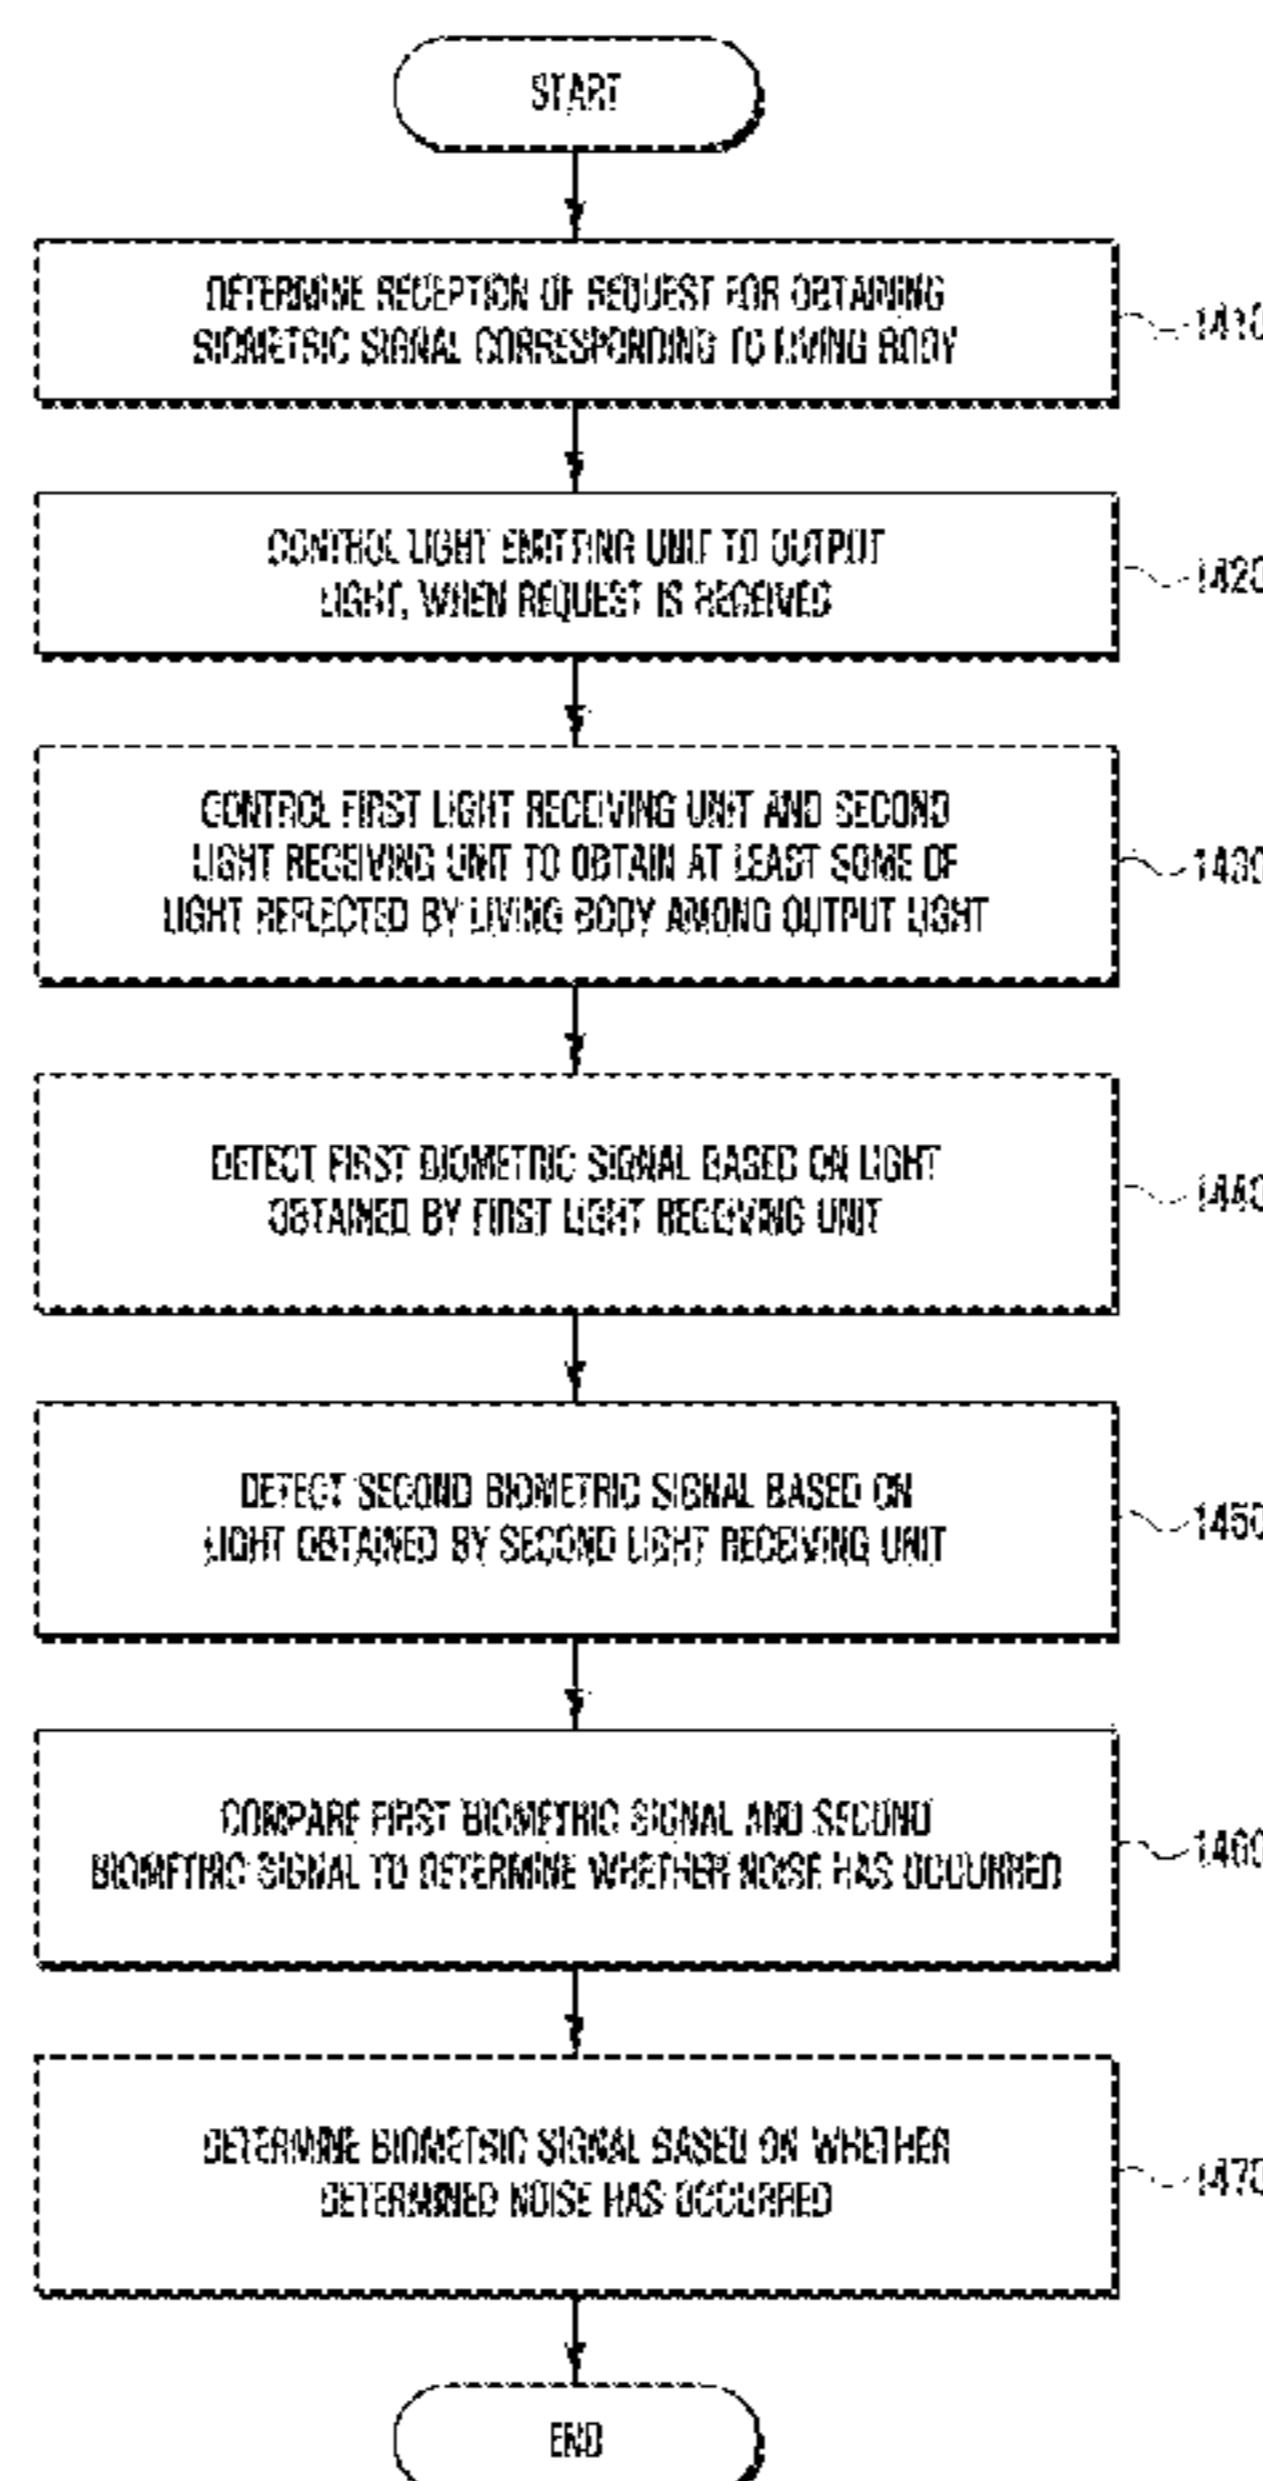 START
DETERMINE RECEPTION OF REQUEST FOR OBTAINING
BIOMETRIC SIGNAL CORRESPONDING TO LIVING BODY
1410
CONTROL LIGHT EMITTING UNIT TO OUTPUT
LIGHT, WHEN REQUEST IS RECEIVED
1420
CONTROL FIRST LIGHT RECEIVING UNIT AND SECOND
LIGHT RECEIVING UNIT TO OBTAIN AT LEAST SOME OF
LIGHT REFLECTED BY LIVING BODY AMONG OUTPUT LIGHT
1430
DETECT FIRST BIOMETRIC SIGNAL BASED ON LIGHT
OBTAINED BY FIRST LIGHT RECEIVING UNIT
1440
DETECT SECOND BIOMETRIC SIGNAL BASED ON
LIGHT OBTAINED BY SECOND LIGHT RECEIVING UNIT
1450
COMPARE FIRST BIOMETRIC SIGNAL AND SECOND
BIOMETRIC SIGNAL TO DETERMINE WHETHER NOISE HAS OCCURRED
1460
DETERMINE BIOMETRIC SIGNAL BASED ON WHETHER
DETERMINED NOISE HAS OCCURRED
1470
END